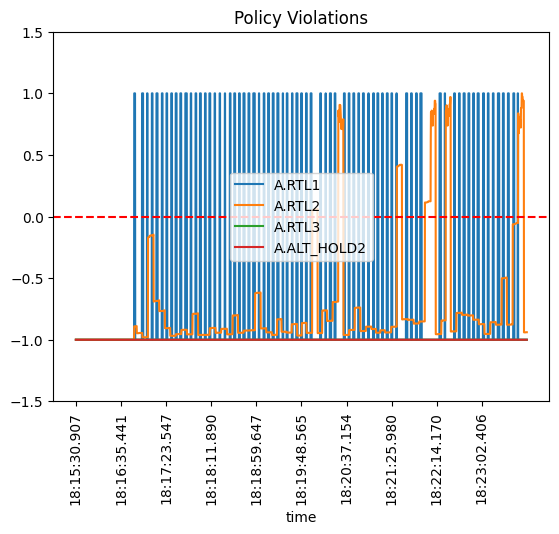 Policy Violations
1.5
1.0
0.5
0.0
−0.5
−1.0
−1.5
A.RTL1
A.RTL2
A.RTL3
A.ALT_HOLD2
18:15:30.907
18:16:35.441
18:17:23.547
18:18:11.890
18:18:59.647
18:19:48.565
18:20:37.154
18:21:25.980
18:22:14.170
18:23:02.406
time